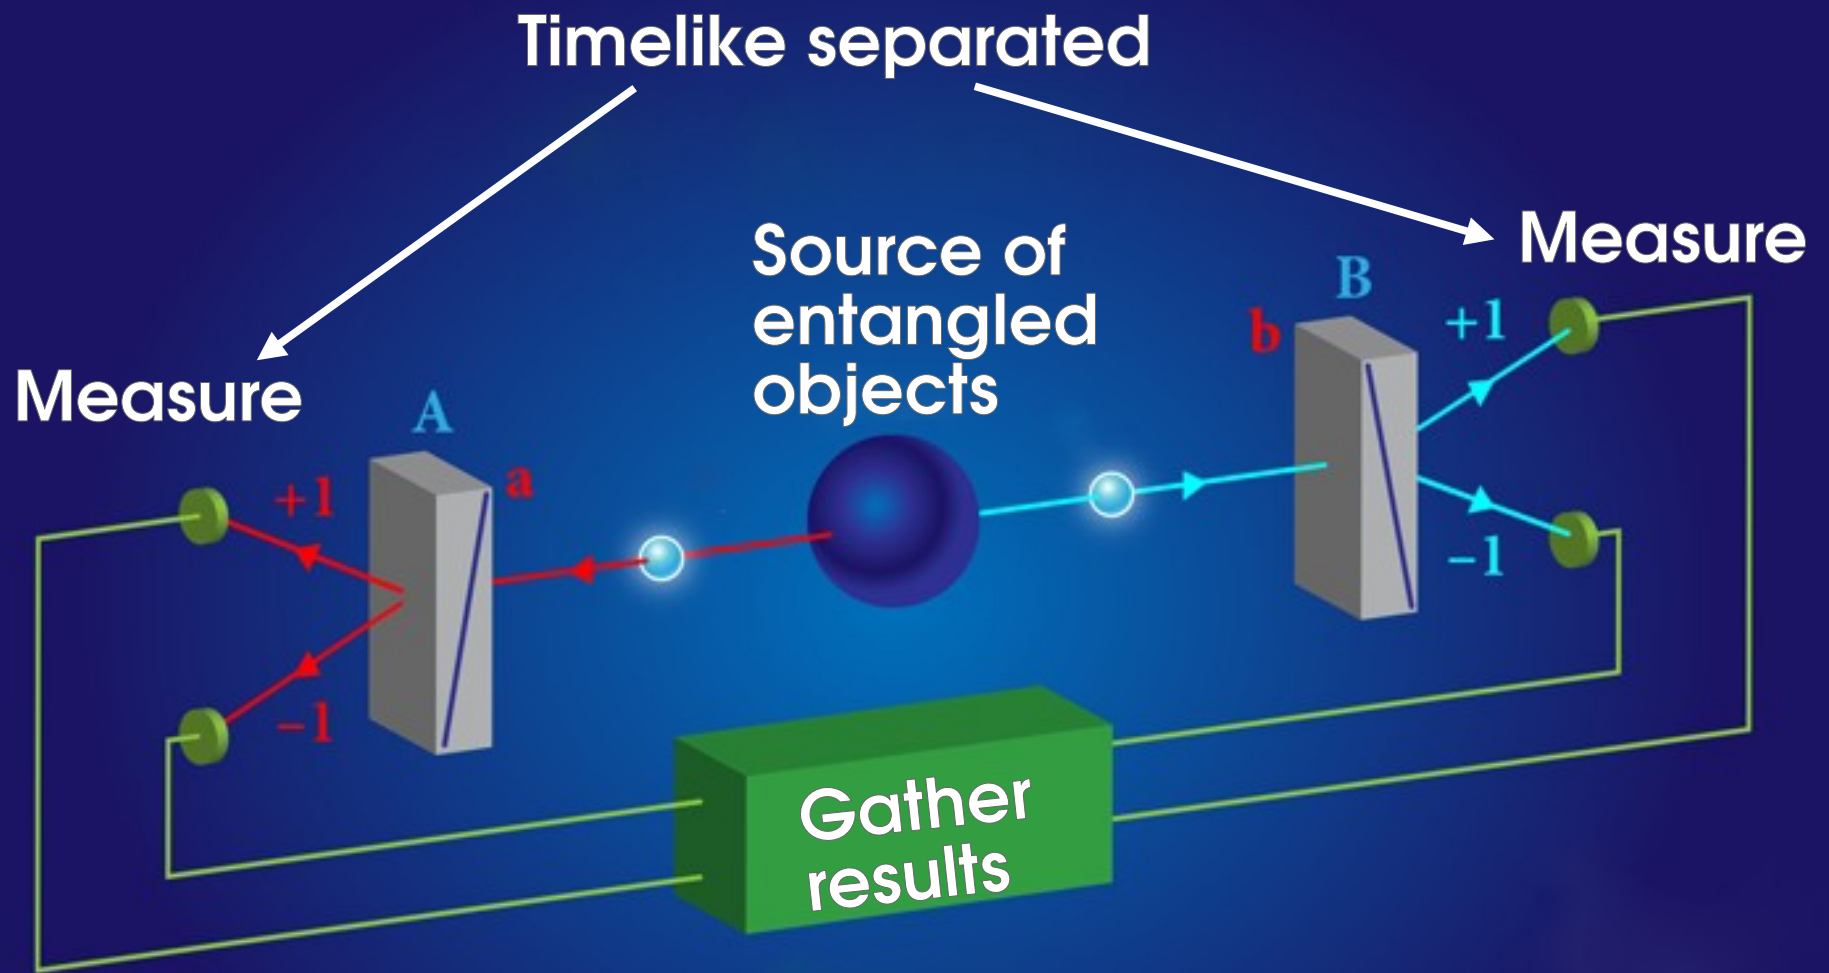 Timelike separated
Measure
Source of
entangled
objects
B
b
+1
−1
Measure
A
a
+1
−1
Gather
results